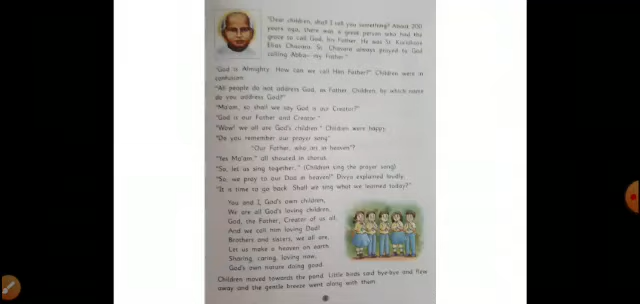 "Dear children, shall I tell you something? About 200
years ago, there was a great person who had the
grace to call God, his Father. He was St. Kuriakose
Elias Chavara. St. Chavara always prayed to God
calling Abba- my Father."
"God is Almighty. How can we call Him Father?" Children were in
confusion.
"All people do not address God, as Father. Children, by which name
do you address God?"
"Ma'am, so shall we say God is our Creator?"
"God is our Father and Creator."
"Wow! we all are God's children." Children were happy.
"Do you remember our prayer song"
"Our Father, who art in heaven"?
"Yes Ma'am," all shouted in chorus.
"So, let us sing together." (Children sing the prayer song).
"So, we pray to our Dad in heaven!" Divya explained loudly.
"It is time to go back. Shall we sing what we learned today?"
You and I, God's own children,
We are all God's loving children,
God, the Father, Creator of us all,
And we call him loving Dad!
Brothers and sisters, we all are,
Let us make a heaven on earth.
Sharing, caring, loving now,
God's own nature doing good.
Children moved towards the pond. Little birds said bye-bye and flew
away and the gentle breeze went along with them.